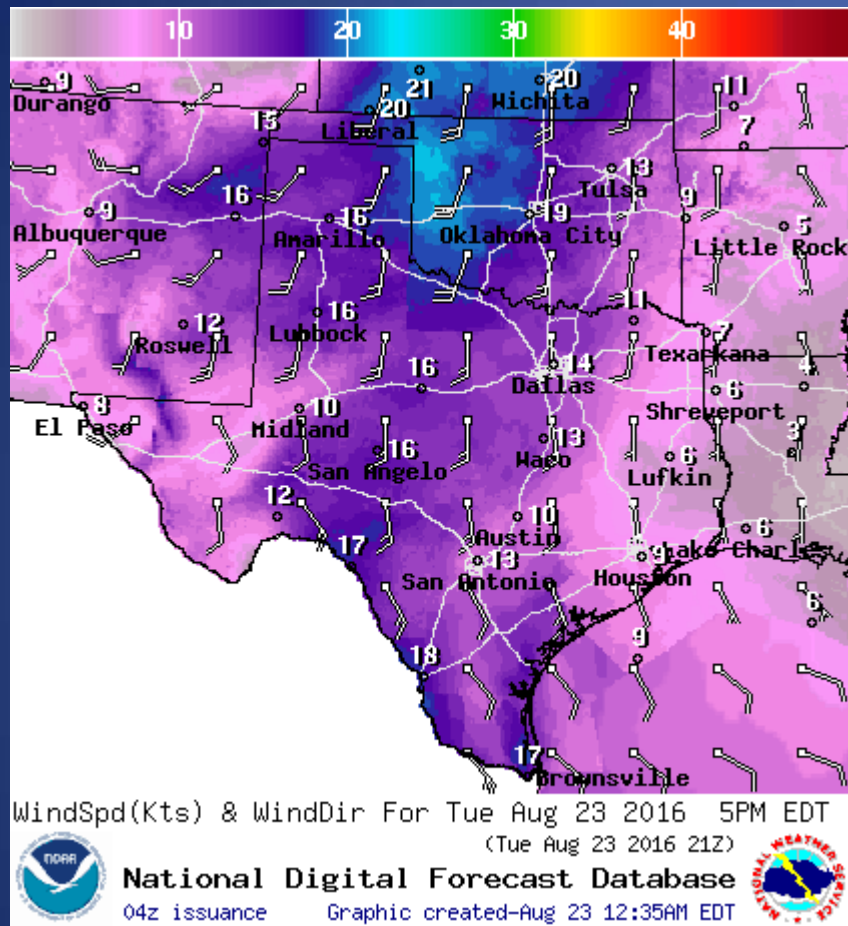 10 20 30 40
9 21 20 11
Durango Wichita
20
Liberal
15 7
13
Tulsa
9 16 16 19 9 5
Albuquerque Amarillo Oklahoma City Little Rock
16 11
12 Lubbock 7
Roswell Texarkana
16 14 4
Dallas 6
8 10 Shreveport
El Paso Midland
16 13 6 3
San Angelo Waco Lufkin
12 10 6
Austin
17 13 9 Lake Charles
San Antonio Houston
6
18 9
17
Brownsville
WindSpd(Kts) & WindDir For Tue Aug 23 2016 5PM EDT
(Tue Aug 23 2016 21Z)
noaa
National Digital Forecast Database
NATIONAL WEATHER SERVICE
04z issuance Graphic created-Aug 23 12:35AM EDT